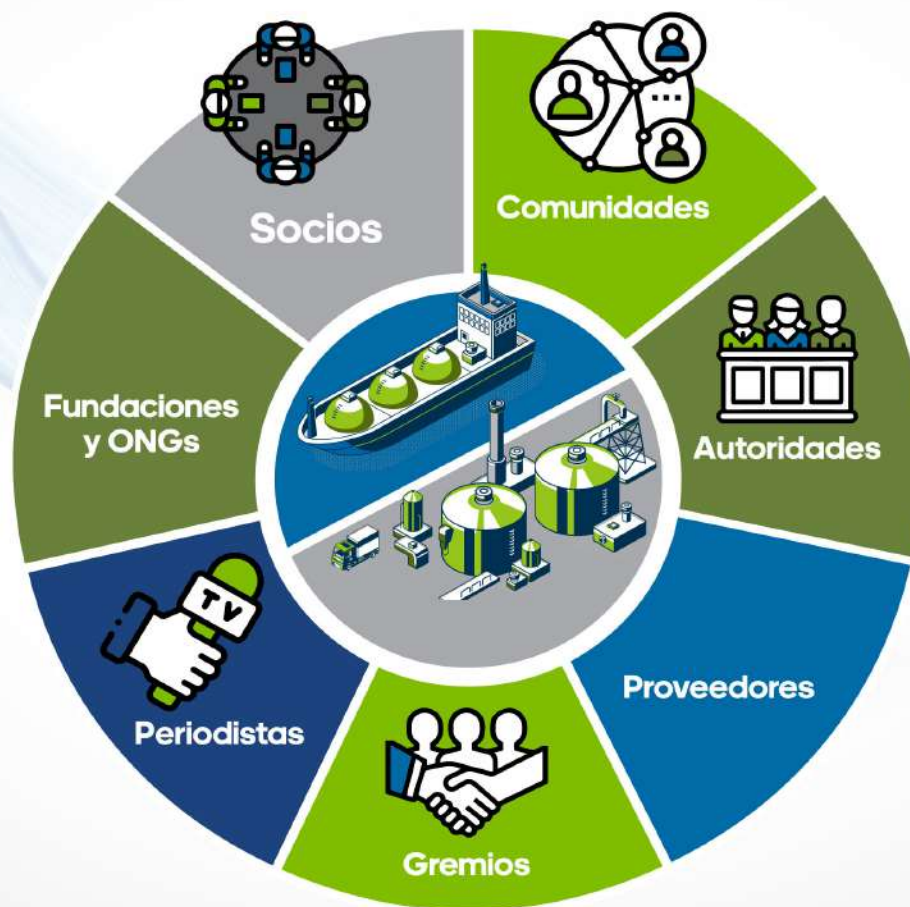 Socios
Comunidades
Autoridades
Proveedores
Gremios
Periodistas
TV
Fundaciones
y ONGs